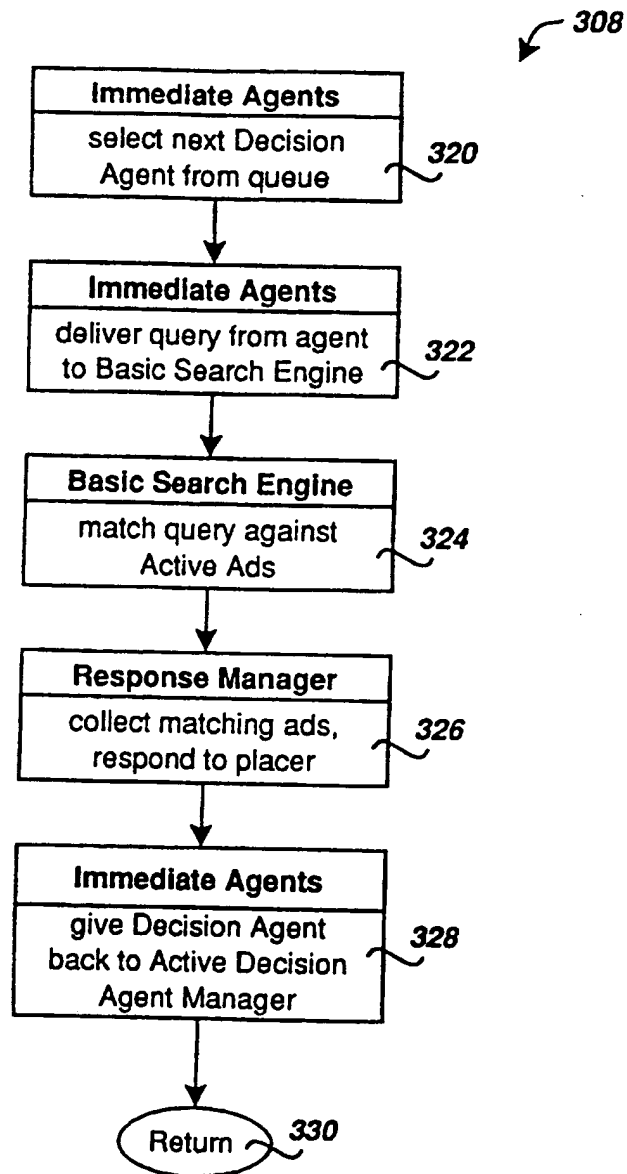 308
Immediate Agents
select next Decision
Agent from queue
320
Immediate Agents
deliver query from agent
to Basic Search Engine
322
Basic Search Engine
match query against
Active Ads
324
Response Manager
collect matching ads,
respond to placer
326
Immediate Agents
give Decision Agent
back to Active Decision
Agent Manager
328
Return
330